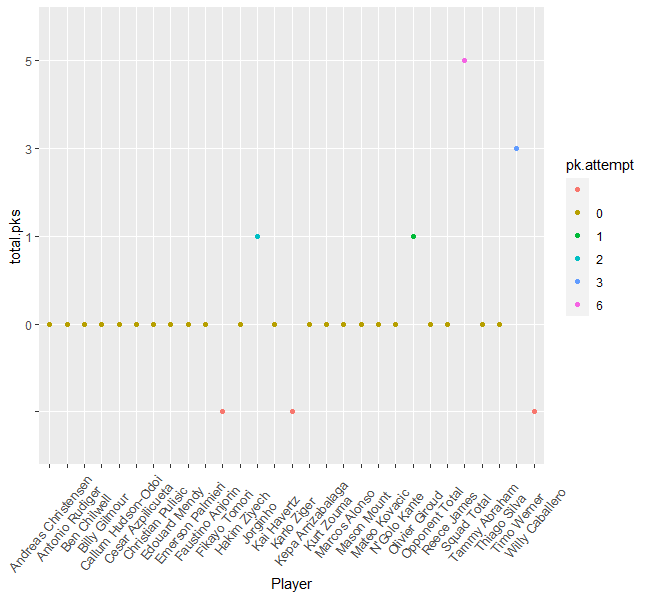 total.pks
5
3
1
0
pk.attempt
0
1
2
3
6
Andreas Christensen
Antonio Rudiger
Ben Chilwell
Billy Gilmour
Callum Hudson-Odoi
Cesar Azpilicueta
Christian Pulisic
Edouard Mendy
Emerson Palmieri
Faustino Anjorin
Fikayo Tomori
Hakim Ziyech
Jorginho
Kai Havertz
Karlo Ziger
Kepa Arrizabalaga
Kurt Zouma
Marcos Alonso
Mason Mount
Mateo Kovacic
N'Golo Kante
Olivier Giroud
Opponent Total
Reece James
Squad Total
Tammy Abraham
Thiago Silva
Timo Werner
Willy Caballero
Player